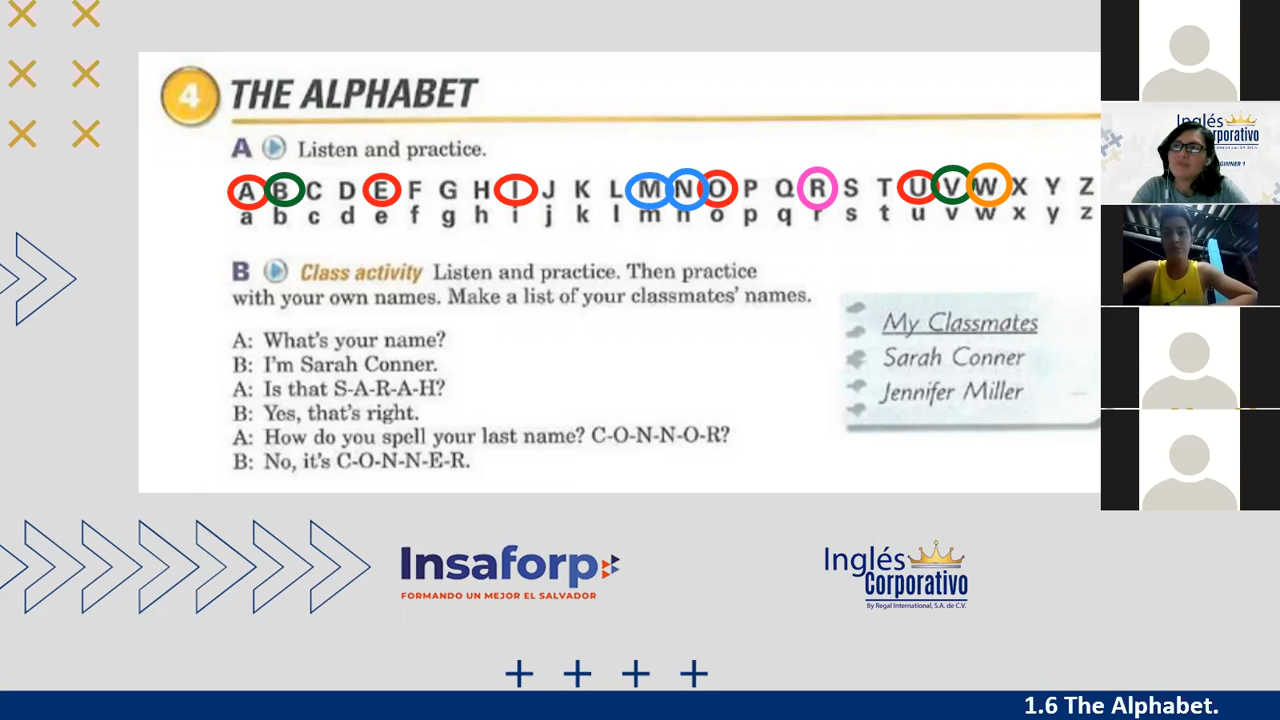 4 THE ALPHABET
A Listen and practice.
A B C D E F G H I J K L M N O P Q R S T U V W X Y Z
a b c d e f g h i j k l m n o p q r s t u v w x y z
B Class activity Listen and practice. Then practice
with your own names. Make a list of your classmates' names.
A: What's your name?
B: I'm Sarah Conner.
A: Is that S-A-R-A-H?
B: Yes, that's right.
A: How do you spell your last name? C-O-N-N-O-R?
B: No, it's C-O-N-N-E-R.
My Classmates
Sarah Conner
Jennifer Miller
Insaforp
FORMANDO UN MEJOR EL SALVADOR
Inglés
Corporativo
By Regal International, S.A. de C.V.
Inglés
rporativo
GINNER 1
1.6 The Alphabet.